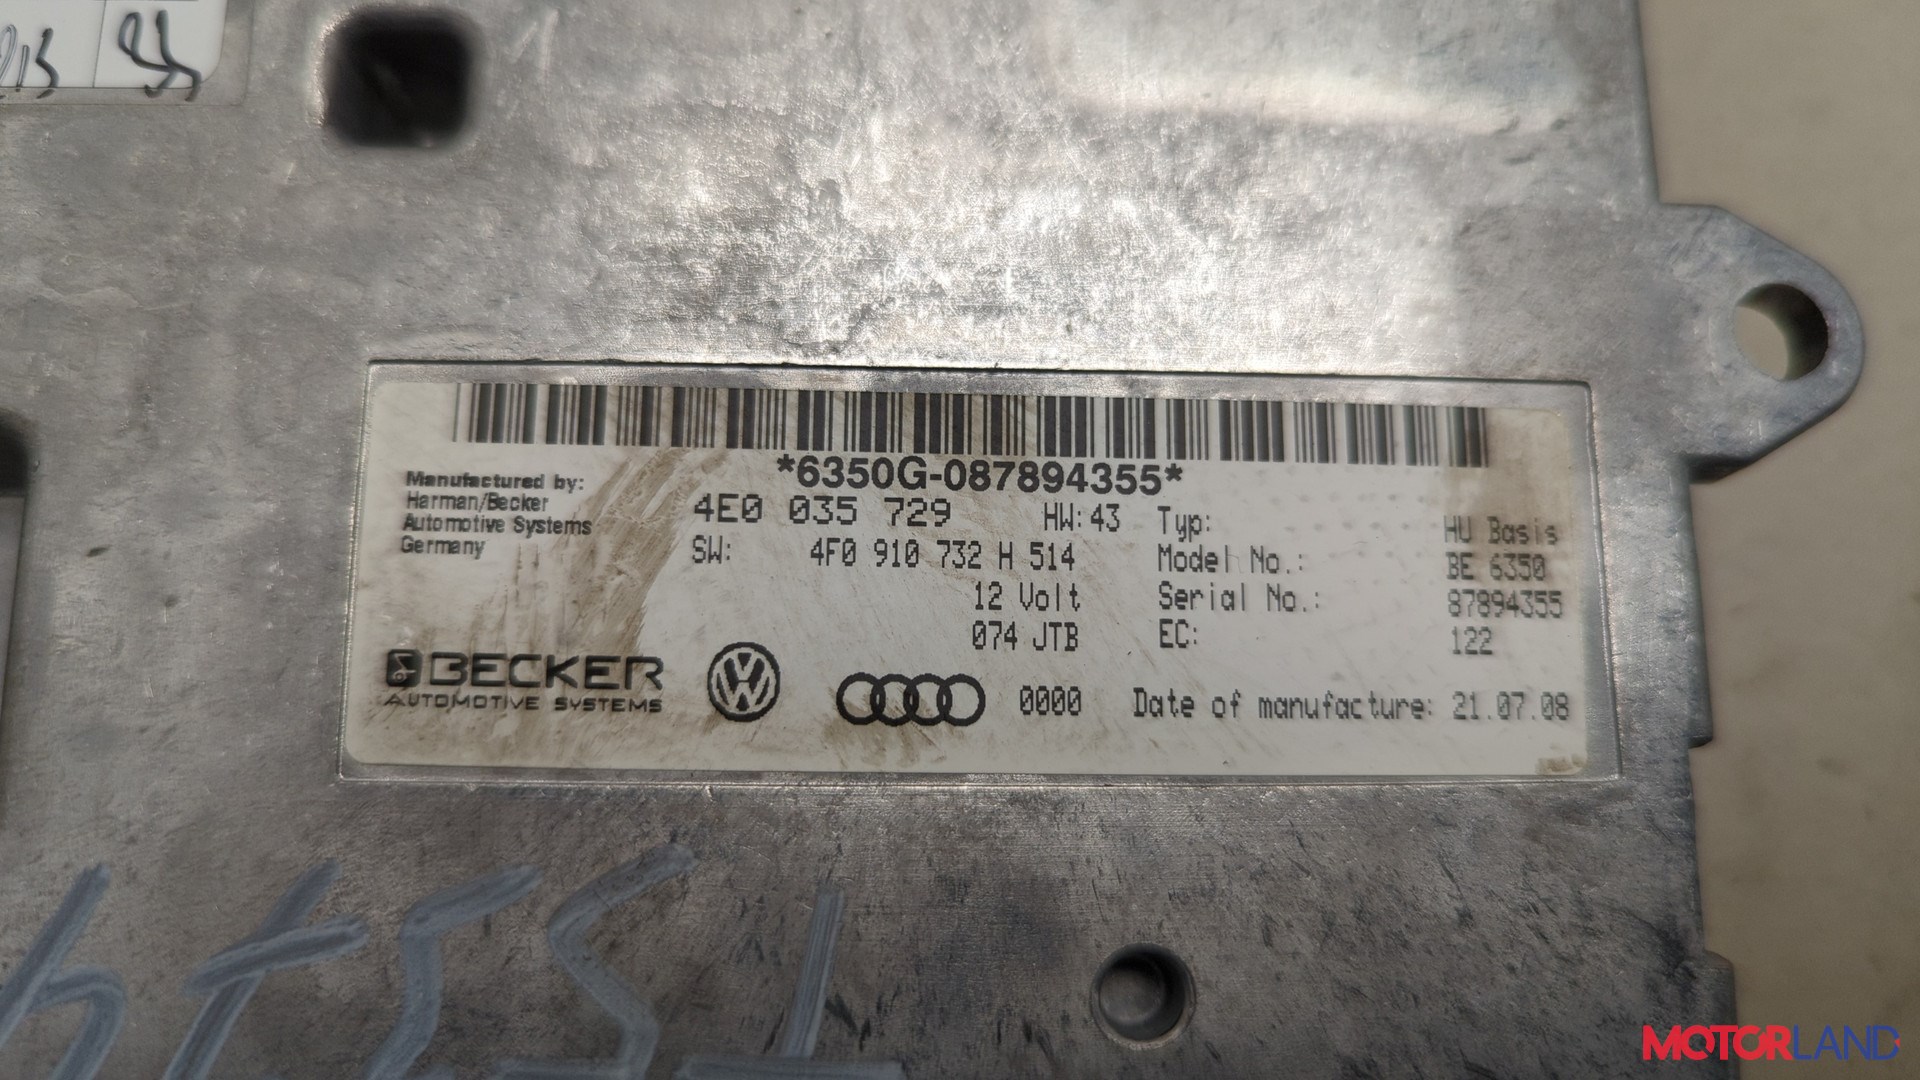 *6350G-087894355*
Manufactured by:
Harman/Becker
Automotive Systems
Germany
4E0 035 729 HW: 43
SW: 4F0 910 732 H 514
12 Volt
074 JTB
Typ: HU Basis
Model No.: BE 6350
Serial No.: 87894355
EC: 122
BECKER
AUTOMOTIVE SYSTEMS
0000 Date of manufacture: 21.07.08
MOTORLAND